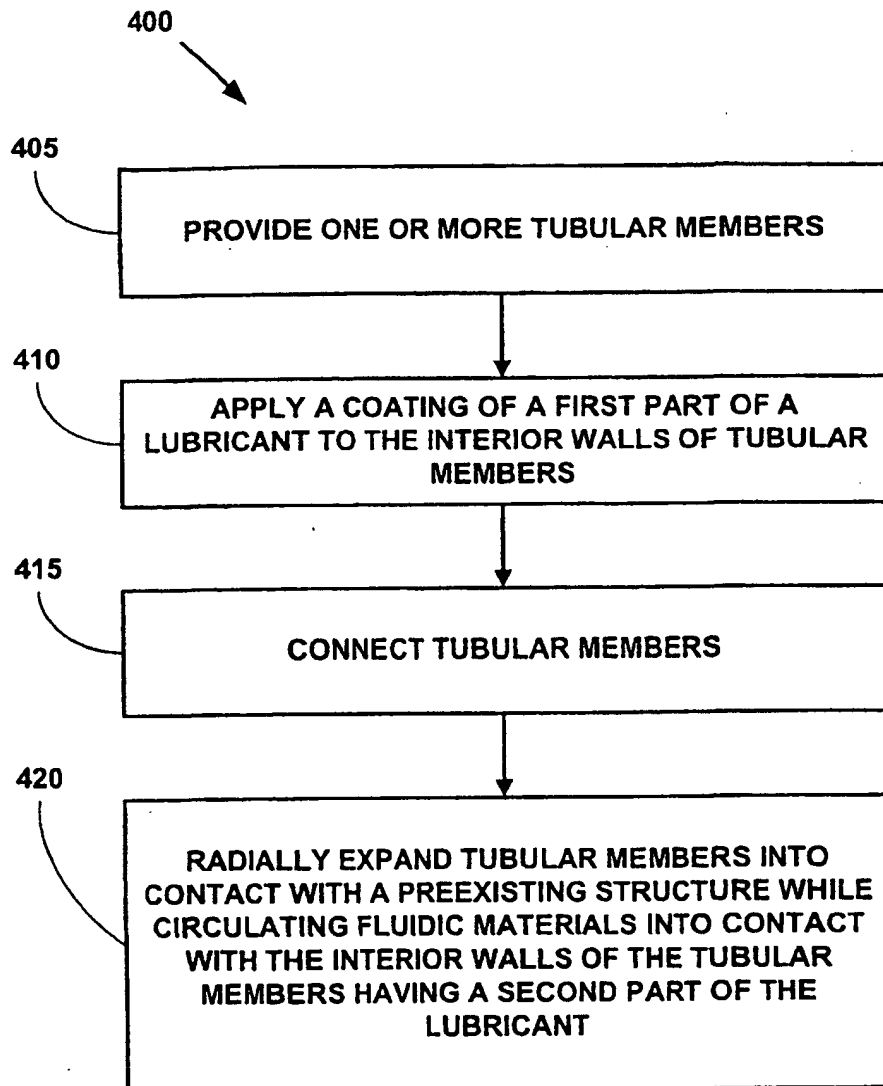 400
405
PROVIDE ONE OR MORE TUBULAR MEMBERS
410
APPLY A COATING OF A FIRST PART OF A
LUBRICANT TO THE INTERIOR WALLS OF TUBULAR
MEMBERS
415
CONNECT TUBULAR MEMBERS
420
RADIALLY EXPAND TUBULAR MEMBERS INTO
CONTACT WITH A PREEXISTING STRUCTURE WHILE
CIRCULATING FLUIDIC MATERIALS INTO CONTACT
WITH THE INTERIOR WALLS OF THE TUBULAR
MEMBERS HAVING A SECOND PART OF THE
LUBRICANT